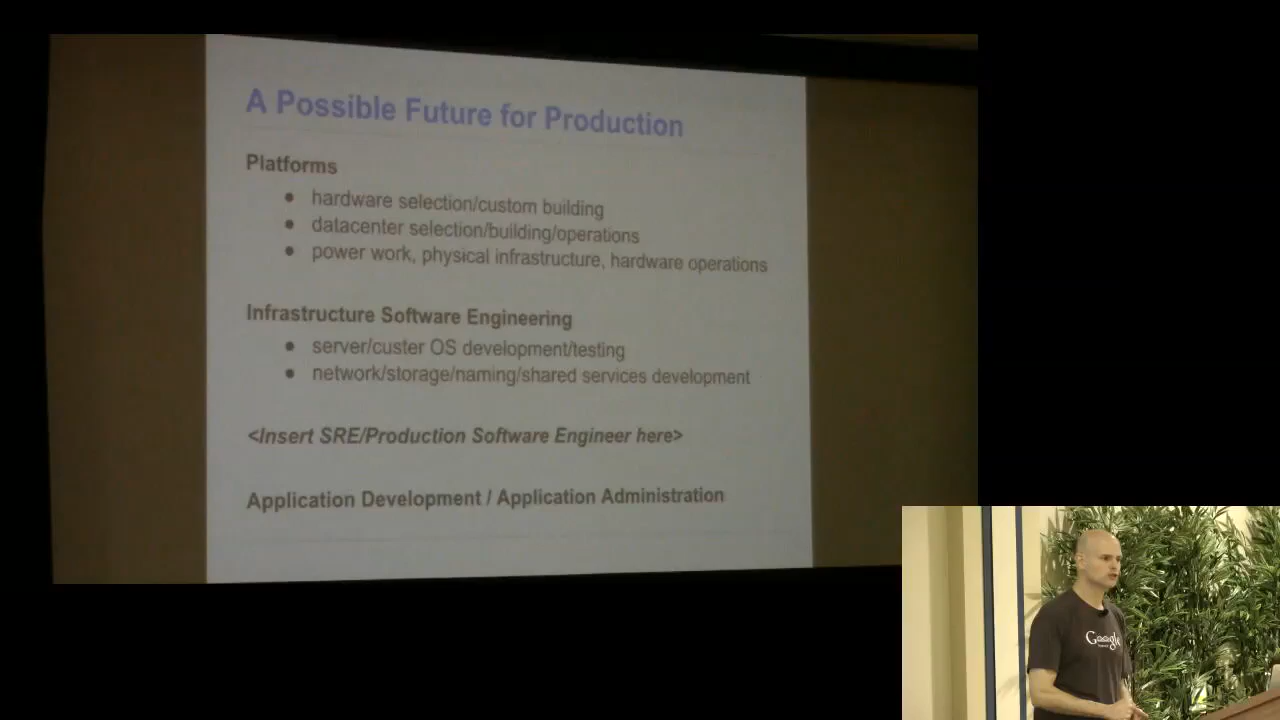 A Possible Future for Production
Platforms
● hardware selection/custom building
● datacenter selection/building/operations
● power work, physical infrastructure, hardware operations
Infrastructure Software Engineering
● server/custer OS development/testing
● network/storage/naming/shared services development
<Insert SRE/Production Software Engineer here>
Application Development / Application Administration
Google